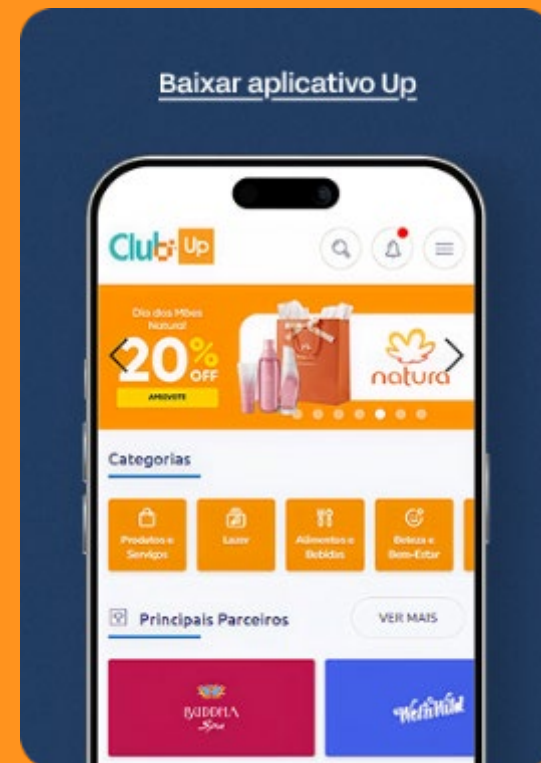 Baixar aplicativo Up
Club Up
Dia das Mães
Natura!
20%
OFF
APROVEITE
natura
Categorias
Produtos e
Serviços
Lazer
Alimentos e
Bebidas
Beleza e
Bem-Estar
Principais Parceiros
VER MAIS
BUDDHA
Spa
Wet'n Wild